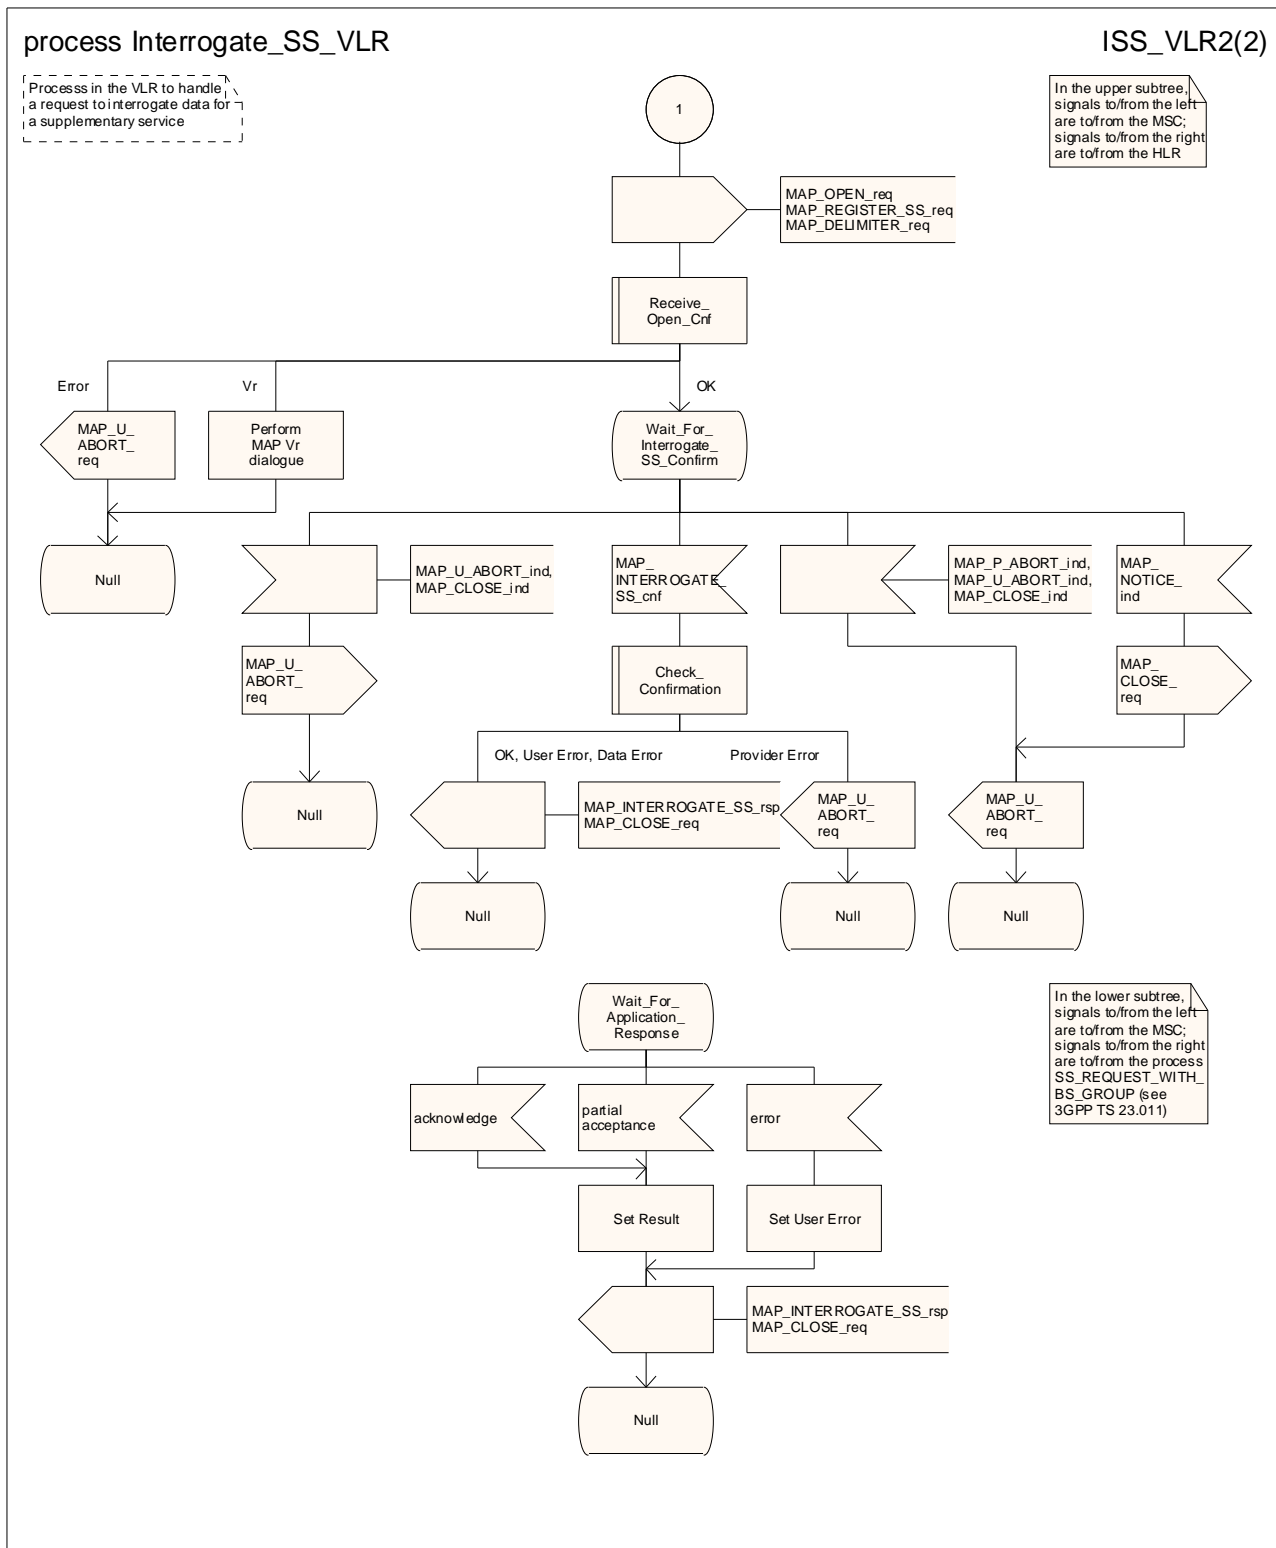 process Interrogate_SS_VLR
ISS_VLR2(2)
Processs in the VLR to handle
a request to interrogate data for
a supplementary service
In the upper subtree,
signals to/from the left
are to/from the MSC;
signals to/from the right
are to/from the HLR
1
MAP_OPEN_req
MAP_REGISTER_SS_req
MAP_DELIMITER_req
Receive_
Open_Cnf
Error
Vr
OK
MAP_U_
ABORT_
req
Perform
MAP Vr
dialogue
Wait_For_
Interrogate_
SS_Confirm
Null
MAP_U_ABORT_ind,
MAP_CLOSE_ind
MAP_
INTERROGATE_
SS_cnf
MAP_P_ABORT_ind,
MAP_U_ABORT_ind,
MAP_CLOSE_ind
MAP_
NOTICE_
ind
MAP_U_
ABORT_
req
Check_
Confirmation
MAP_
CLOSE_
req
OK, User Error, Data Error
Provider Error
Null
MAP_INTERROGATE_SS_rsp
MAP_CLOSE_req
MAP_U_
ABORT_
req
MAP_U_
ABORT_
req
Null
Null
Null
Wait_For_
Application_
Response
In the lower subtree,
signals to/from the left
are to/from the MSC;
signals to/from the right
are to/from the process
SS_REQUEST_WITH_
BS_GROUP (see
3GPP TS 23.011)
acknowledge
partial
acceptance
error
Set Result
Set User Error
MAP_INTERROGATE_SS_rsp
MAP_CLOSE_req
Null